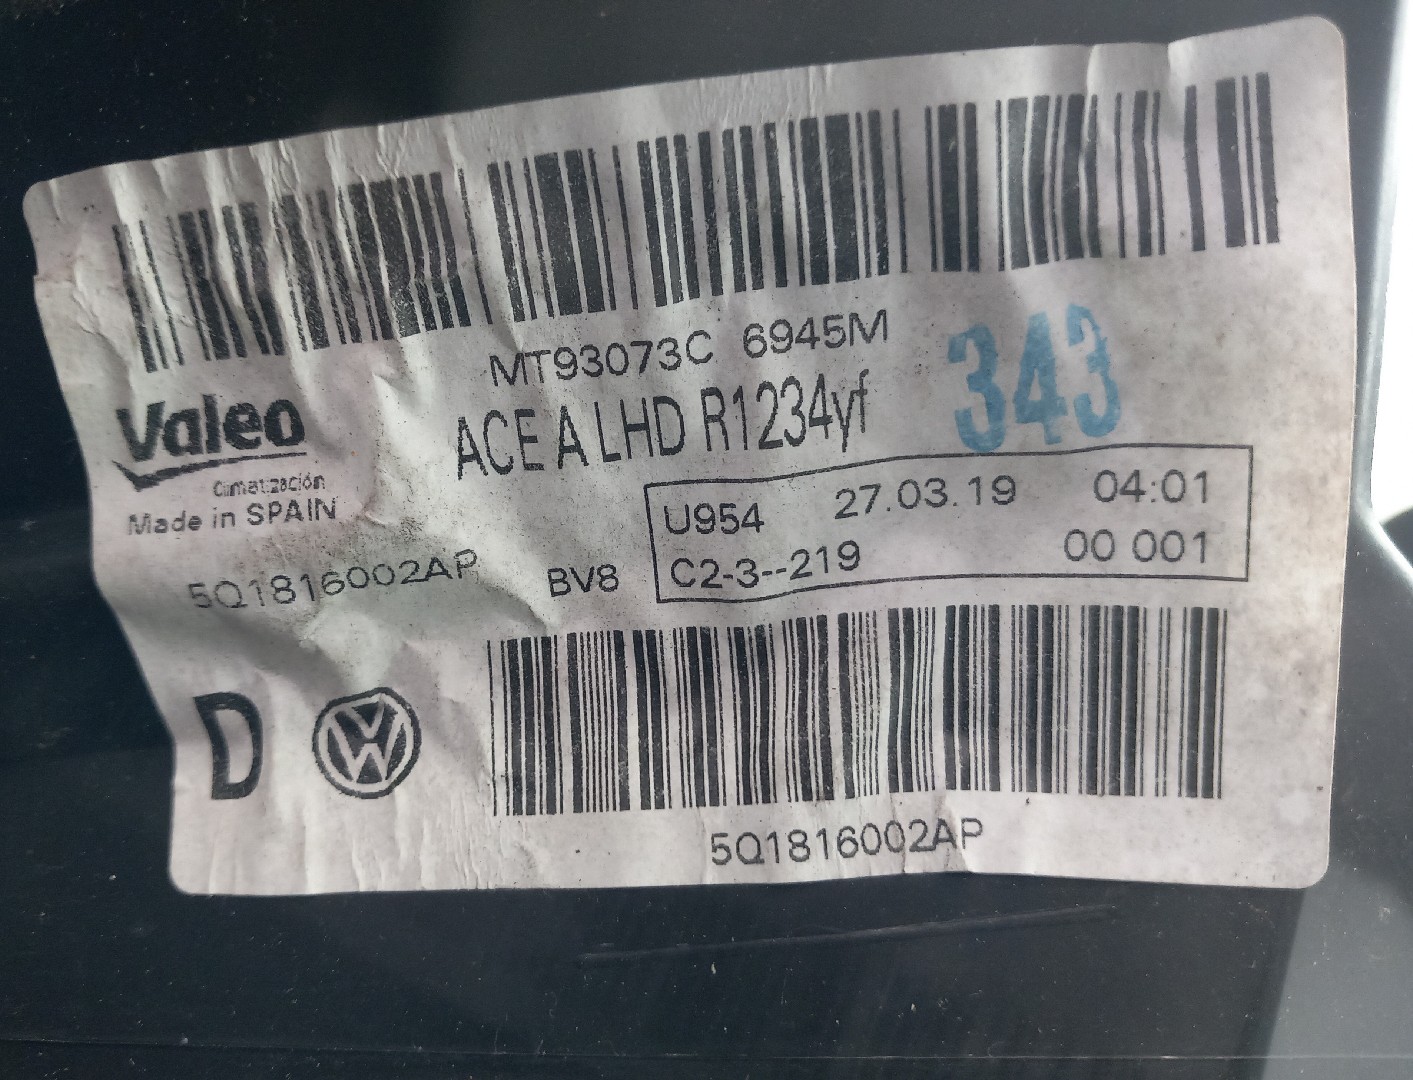 MT93073C 6945M
343
Valeo
Climatización
Made in SPAIN
ACE A LHD R1234yf
U954 27.03.19 04:01
C2-3--219 00 001
5Q1816002AP BV8
D
5Q1816002AP